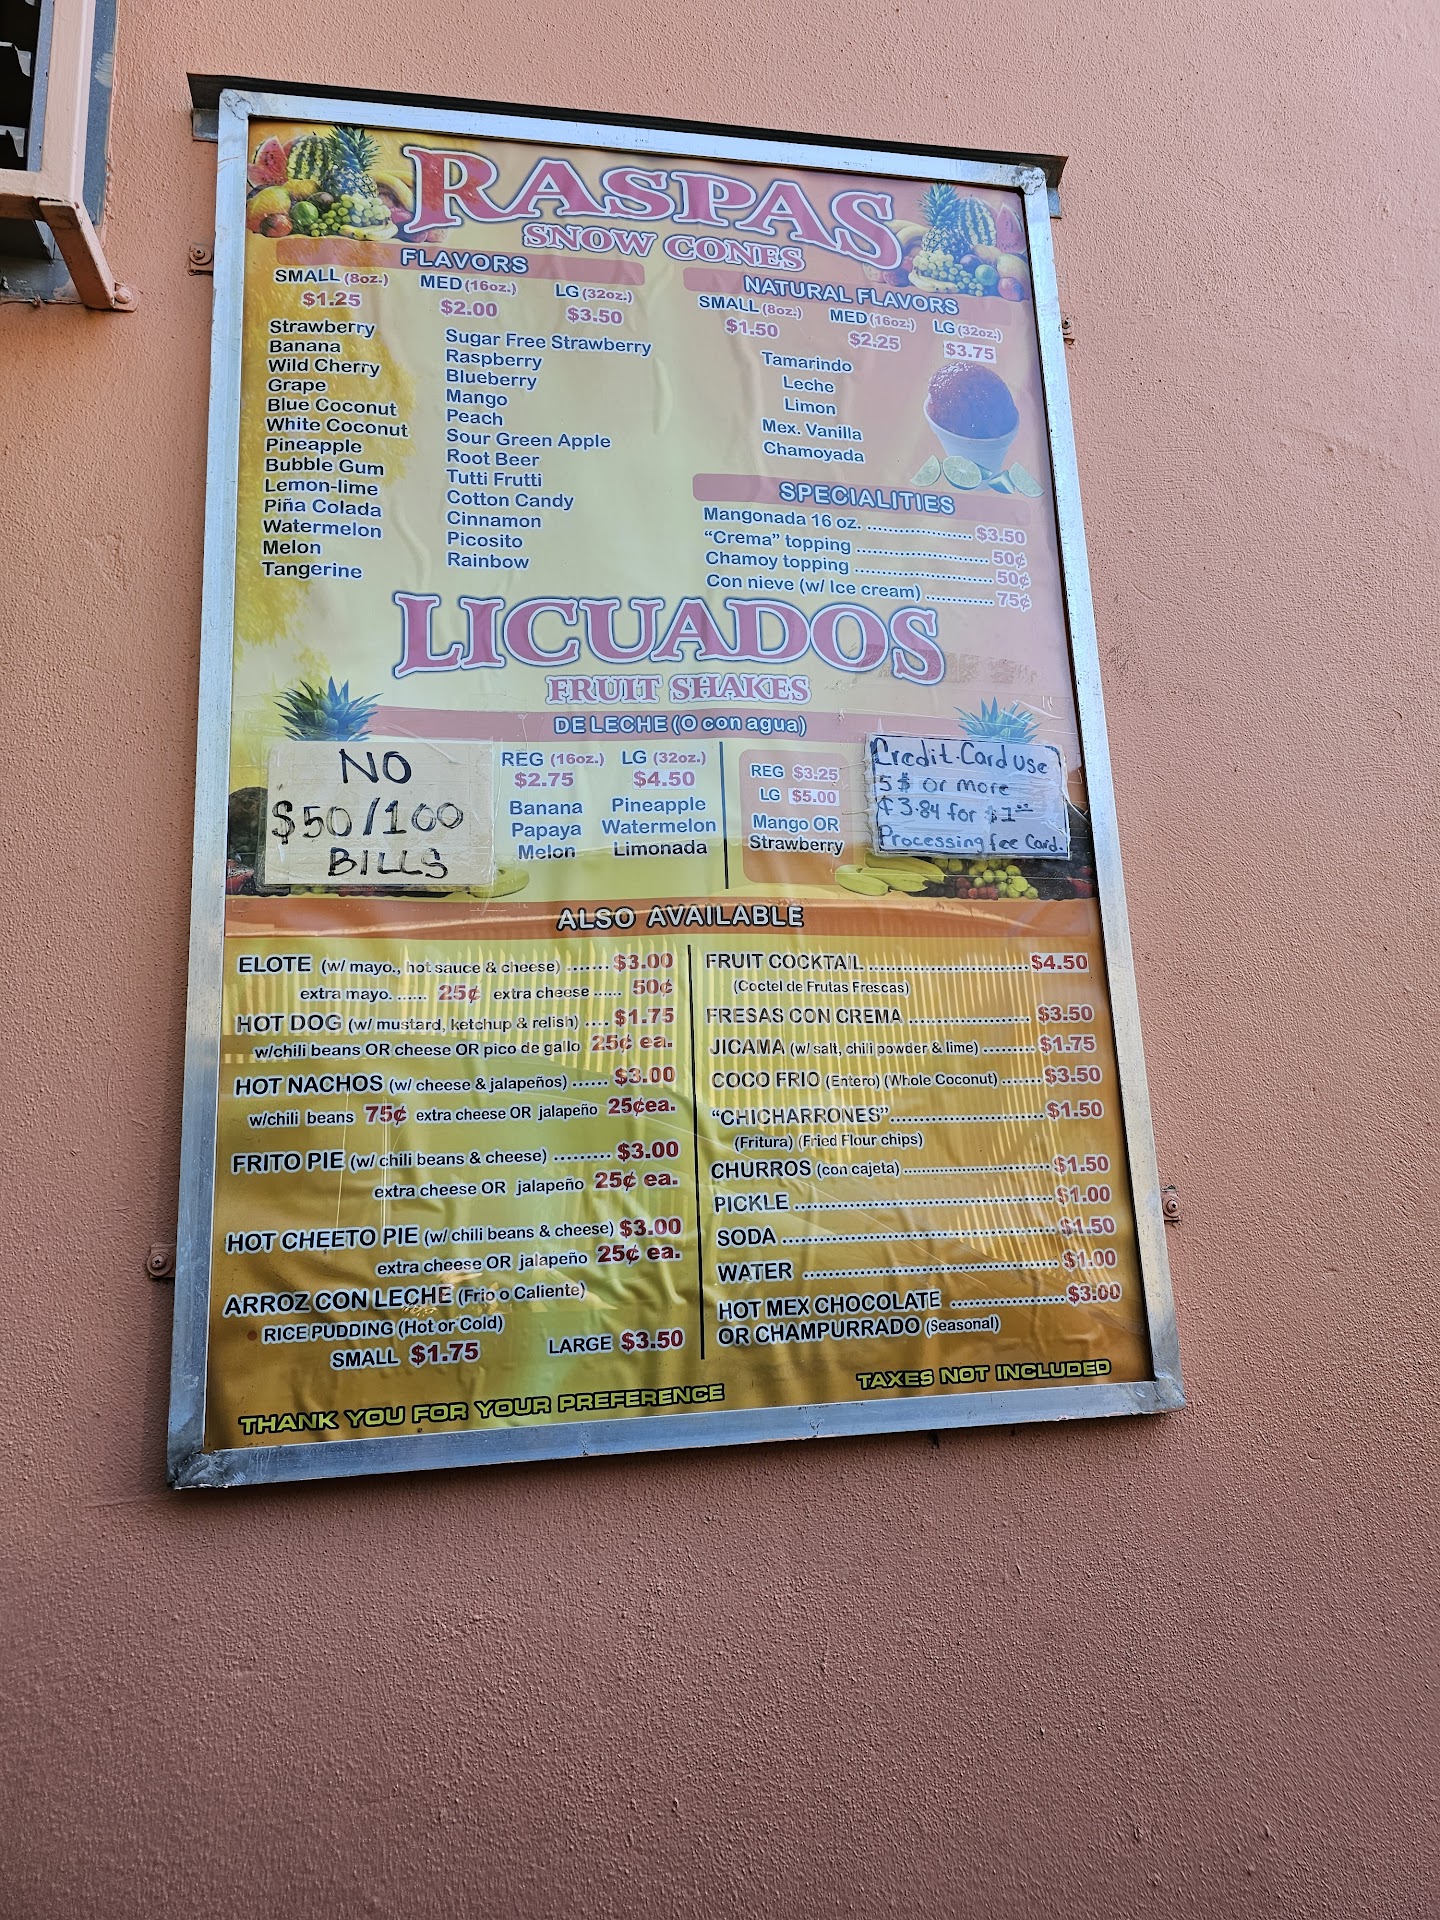 RASPAS
SNOW CONES
FLAVORS
SMALL (8oz.) MED (16oz.) LG (32oz.)
$1.25 $2.00 $3.50
Strawberry
Banana
Wild Cherry
Grape
Blue Coconut
White Coconut
Pineapple
Bubble Gum
Lemon-lime
Piña Colada
Watermelon
Melon
Tangerine
Sugar Free Strawberry
Raspberry
Blueberry
Mango
Peach
Sour Green Apple
Root Beer
Tutti Frutti
Cotton Candy
Cinnamon
Picosito
Rainbow
NATURAL FLAVORS
SMALL (8oz.) MED (16oz.) LG (32oz.)
$1.50 $2.25 $3.75
Tamarindo
Leche
Limon
Mex. Vanilla
Chamoyada
SPECIALITIES
Mangonada 16 oz. ................ $3.50
"Crema" topping .................... 50¢
Chamoy topping ..................... 50¢
Con nieve (w/ Ice cream) ............ 75¢
LICUADOS
FRUIT SHAKES
DE LECHE (O con agua)
NO
$50/100
BILLS
REG (16oz.) LG (32oz.)
$2.75 $4.50
Banana Pineapple
Papaya Watermelon
Melon Limonada
REG $3.25
LG $5.00
Mango OR
Strawberry
Credit-Card Use
5$ or more
¢3.84 for $1.00
Processing fee Card.
ALSO AVAILABLE
ELOTE (w/ mayo., hot sauce & cheese) ....... $3.00
extra mayo. ...... 25¢ extra cheese ...... 50¢
HOT DOG (w/ mustard, ketchup & relish) .... $1.75
w/chili beans OR cheese OR pico de gallo 25¢ ea.
HOT NACHOS (w/ cheese & jalapeños) ...... $3.00
w/chili beans 75¢ extra cheese OR jalapeño 25¢ea.
FRITO PIE (w/ chili beans & cheese) ......... $3.00
extra cheese OR jalapeño 25¢ ea.
HOT CHEETO PIE (w/ chili beans & cheese) $3.00
extra cheese OR jalapeño 25¢ ea.
ARROZ CON LECHE (Frio o Caliente)
RICE PUDDING (Hot or Cold)
SMALL $1.75 LARGE $3.50
FRUIT COCKTAIL ............................ $4.50
(Coctel de Frutas Frescas)
FRESAS CON CREMA ..................... $3.50
JICAMA (w/ salt, chili powder & lime) ......... $1.75
COCO FRIO (Entero) (Whole Coconut) ....... $3.50
"CHICHARRONES" ........................... $1.50
(Fritura) (Fried Flour chips)
CHURROS (con cajeta) ............................ $1.50
PICKLE .............................................. $1.00
SODA ................................................ $1.50
WATER ............................................. $1.00
HOT MEX CHOCOLATE .................... $3.00
OR CHAMPURRADO (Seasonal)
THANK YOU FOR YOUR PREFERENCE
TAXES NOT INCLUDED